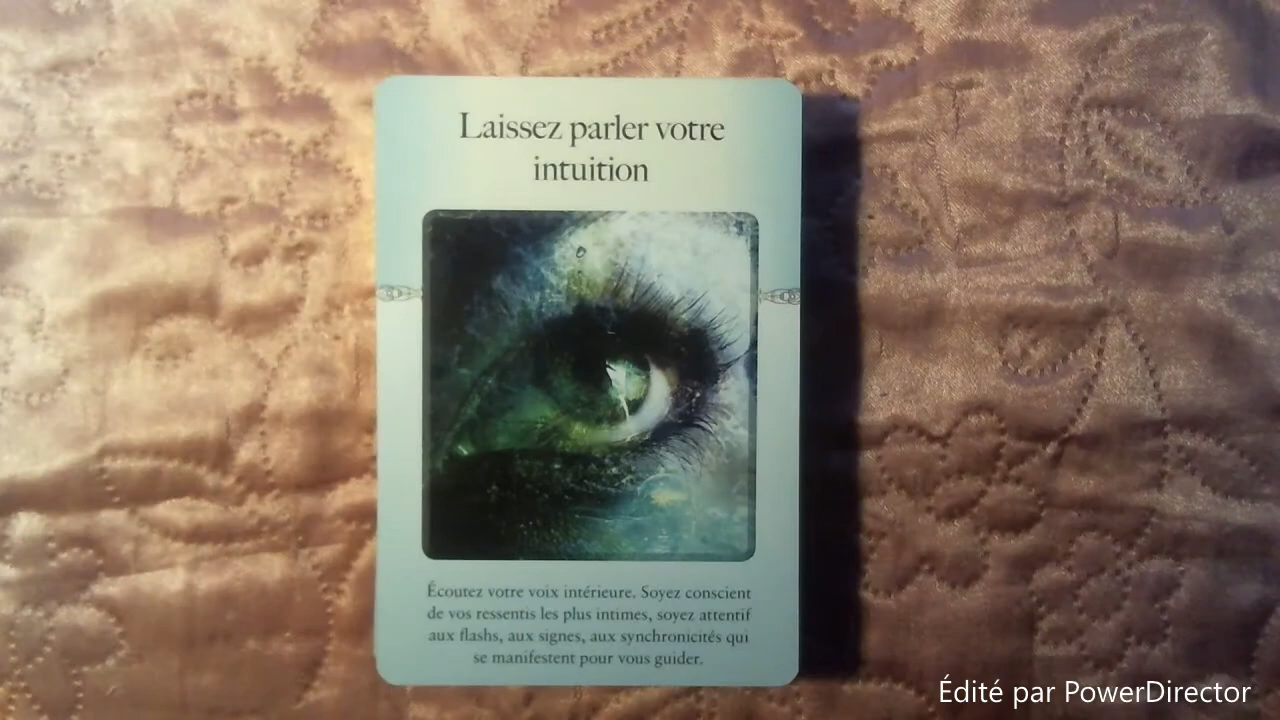 Laissez parler votre
intuition
Écoutez votre voix intérieure. Soyez conscient
de vos ressentis les plus intimes, soyez attentif
aux flashs, aux signes, aux synchronicités qui
se manifestent pour vous guider.
Édité par PowerDirector